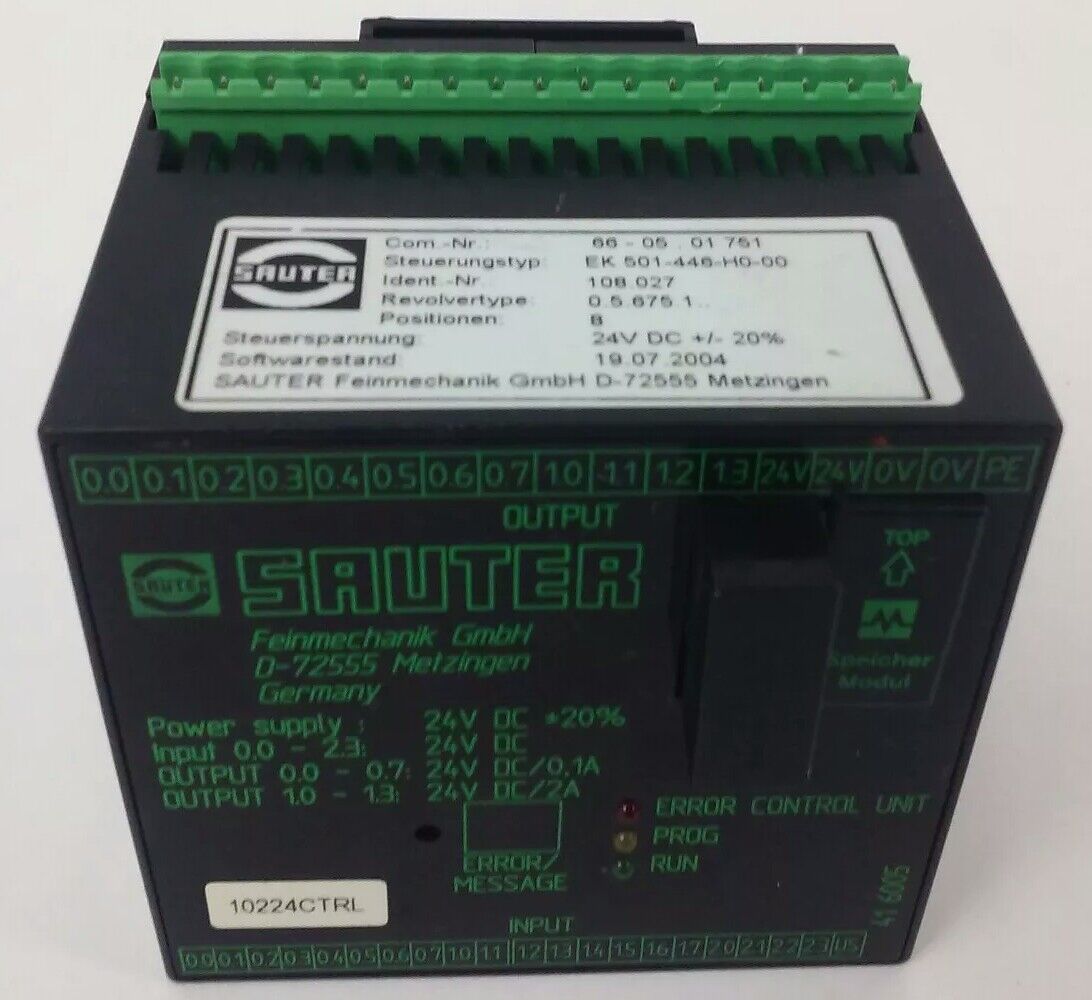 SAUTER
Com.-Nr.: 66 - 05 . 01 751
Steuerungstyp: EK 501-446-H0-00
Ident.-Nr.: 108 027
Revolvertype: 0.5.675.1..
Positionen: 8
Steuerspannung: 24V DC +/- 20%
Softwarestand 19.07.2004
SAUTER Feinmechanik GmbH D-72555 Metzingen
0.0 0.1 0.2 0.3 0.4 0.5 0.6 0.7 1.0 1.1 1.2 1.3 24V 24V 0V 0V PE
OUTPUT
TOP
SAUTER SAUTER
Feinmechanik GmbH
D-72555 Metzingen
Germany
Speicher
Modul
Power supply : 24V DC ±20%
Input 0.0 - 2.3: 24V DC
OUTPUT 0.0 - 0.7: 24V DC/0,1A
OUTPUT 1.0 - 1.3: 24V DC/2A
ERROR CONTROL UNIT
PROG
RUN
ERROR/
MESSAGE
10224CTRL
41 6005
INPUT
0.0 0.1 0.2 0.3 0.4 0.5 0.6 0.7 1.0 1.1 1.2 1.3 1.4 1.5 1.6 1.7 2.0 2.1 2.2 2.3 US